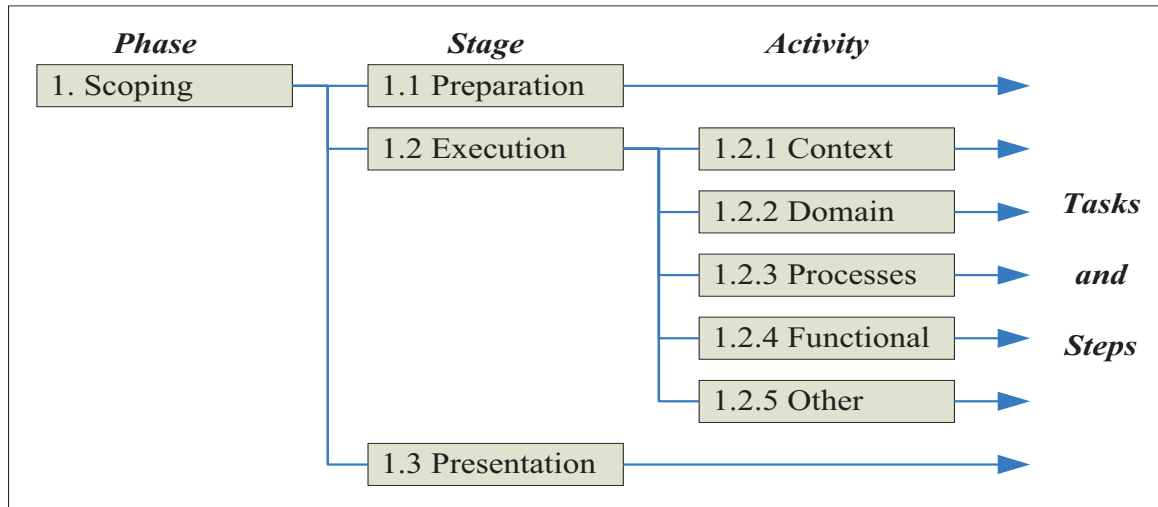 Phase Stage Activity
1. Scoping 1.1 Preparation
1.2 Execution 1.2.1 Context
1.2.2 Domain Tasks
1.2.3 Processes and
1.2.4 Functional Steps
1.2.5 Other
1.3 Presentation